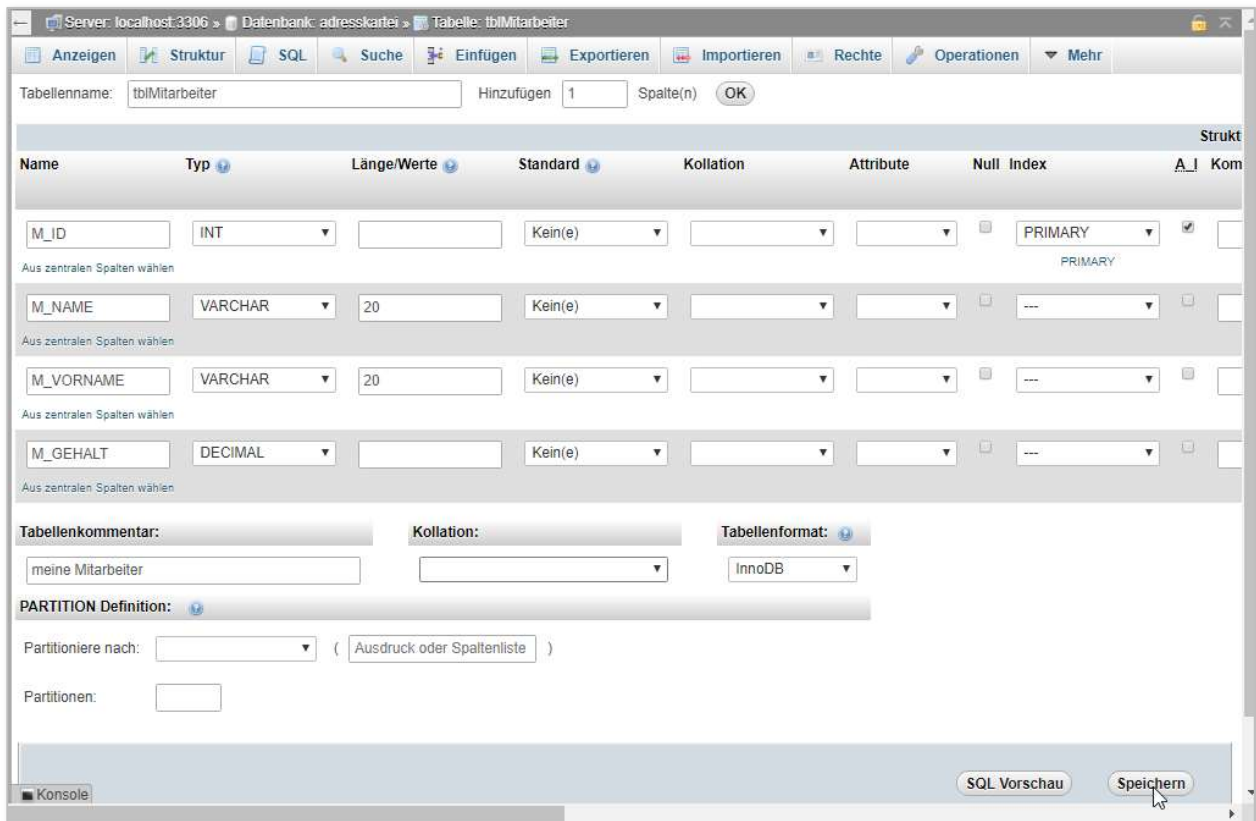 Server: localhost:3306 » Datenbank: adresskartei » Tabelle: tblMitarbeiter
Anzeigen Struktur SQL Suche Einfügen Exportieren Importieren Rechte Operationen Mehr
Tabellenname: tblMitarbeiter Hinzufügen 1 Spalte(n) OK
Strukt
Name Typ Länge/Werte Standard Kollation Attribute Null Index A_I Kom
M_ID INT Kein(e) PRIMARY
Aus zentralen Spalten wählen PRIMARY
M_NAME VARCHAR 20 Kein(e) ---
Aus zentralen Spalten wählen
M_VORNAME VARCHAR 20 Kein(e) ---
Aus zentralen Spalten wählen
M_GEHALT DECIMAL Kein(e) ---
Aus zentralen Spalten wählen
Tabellenkommentar: Kollation: Tabellenformat:
meine Mitarbeiter InnoDB
PARTITION Definition:
Partitioniere nach: ( Ausdruck oder Spaltenliste )
Partitionen:
SQL Vorschau Speichern
Konsole